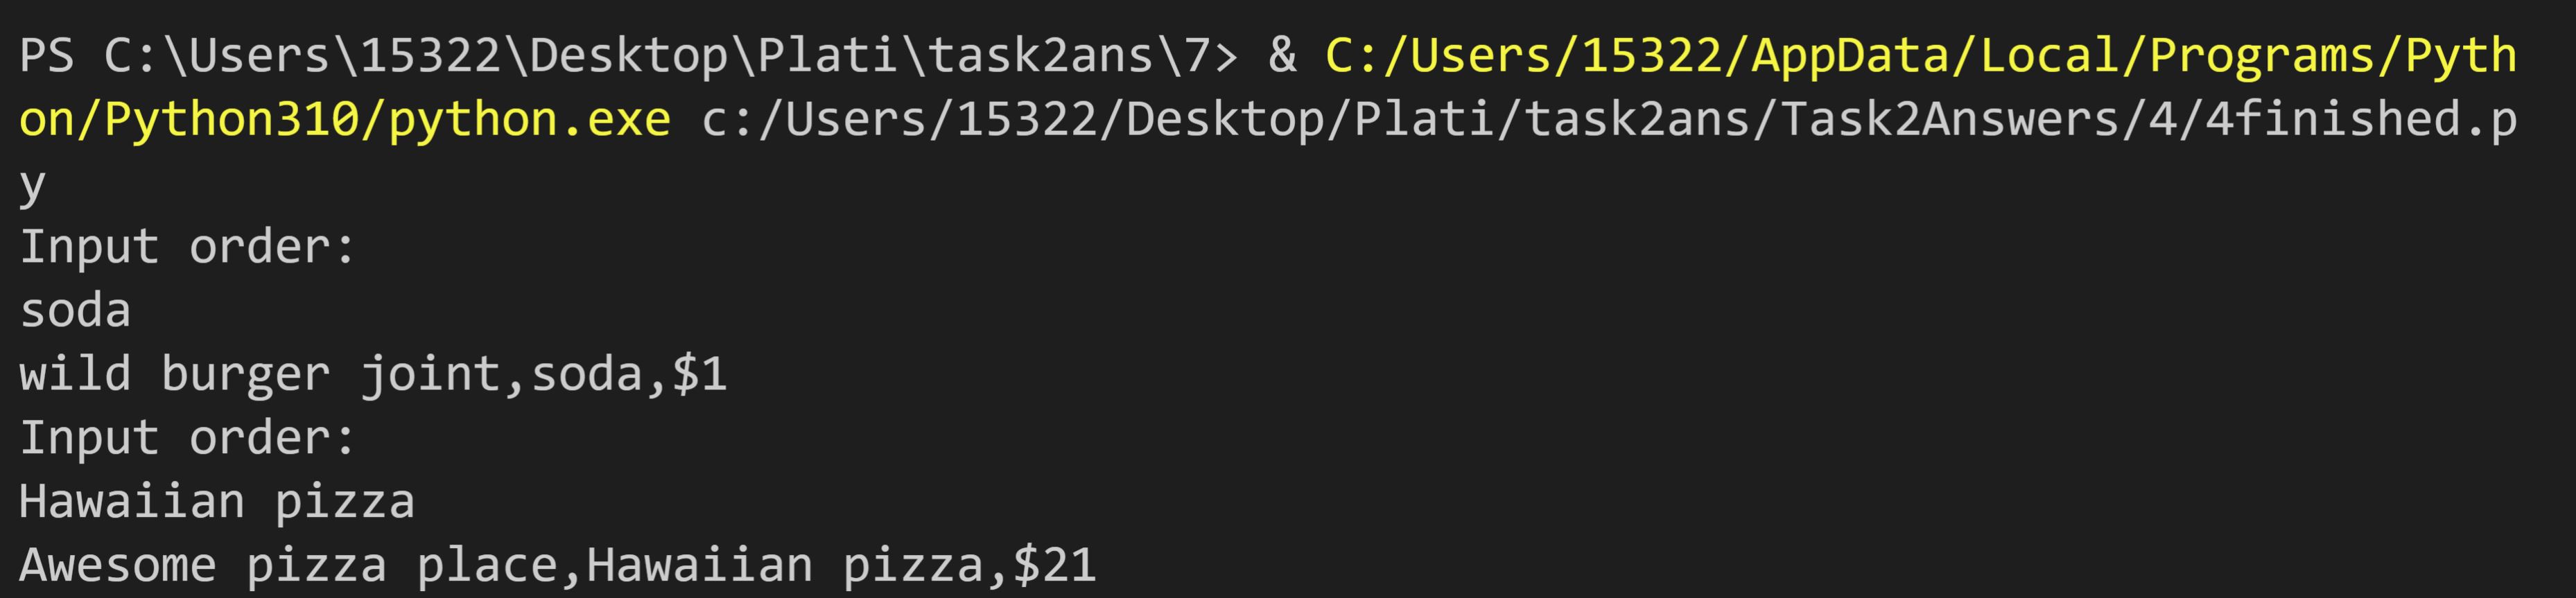 PS C:\Users\15322\Desktop\Plati\task2ans\7> & C:/Users/15322/AppData/Local/Programs/Pyth
on/Python310/python.exe c:/Users/15322/Desktop/Plati/task2ans/Task2Answers/4/4finished.p
y
Input order:
soda
wild burger joint,soda,$1
Input order:
Hawaiian pizza
Awesome pizza place,Hawaiian pizza,$21